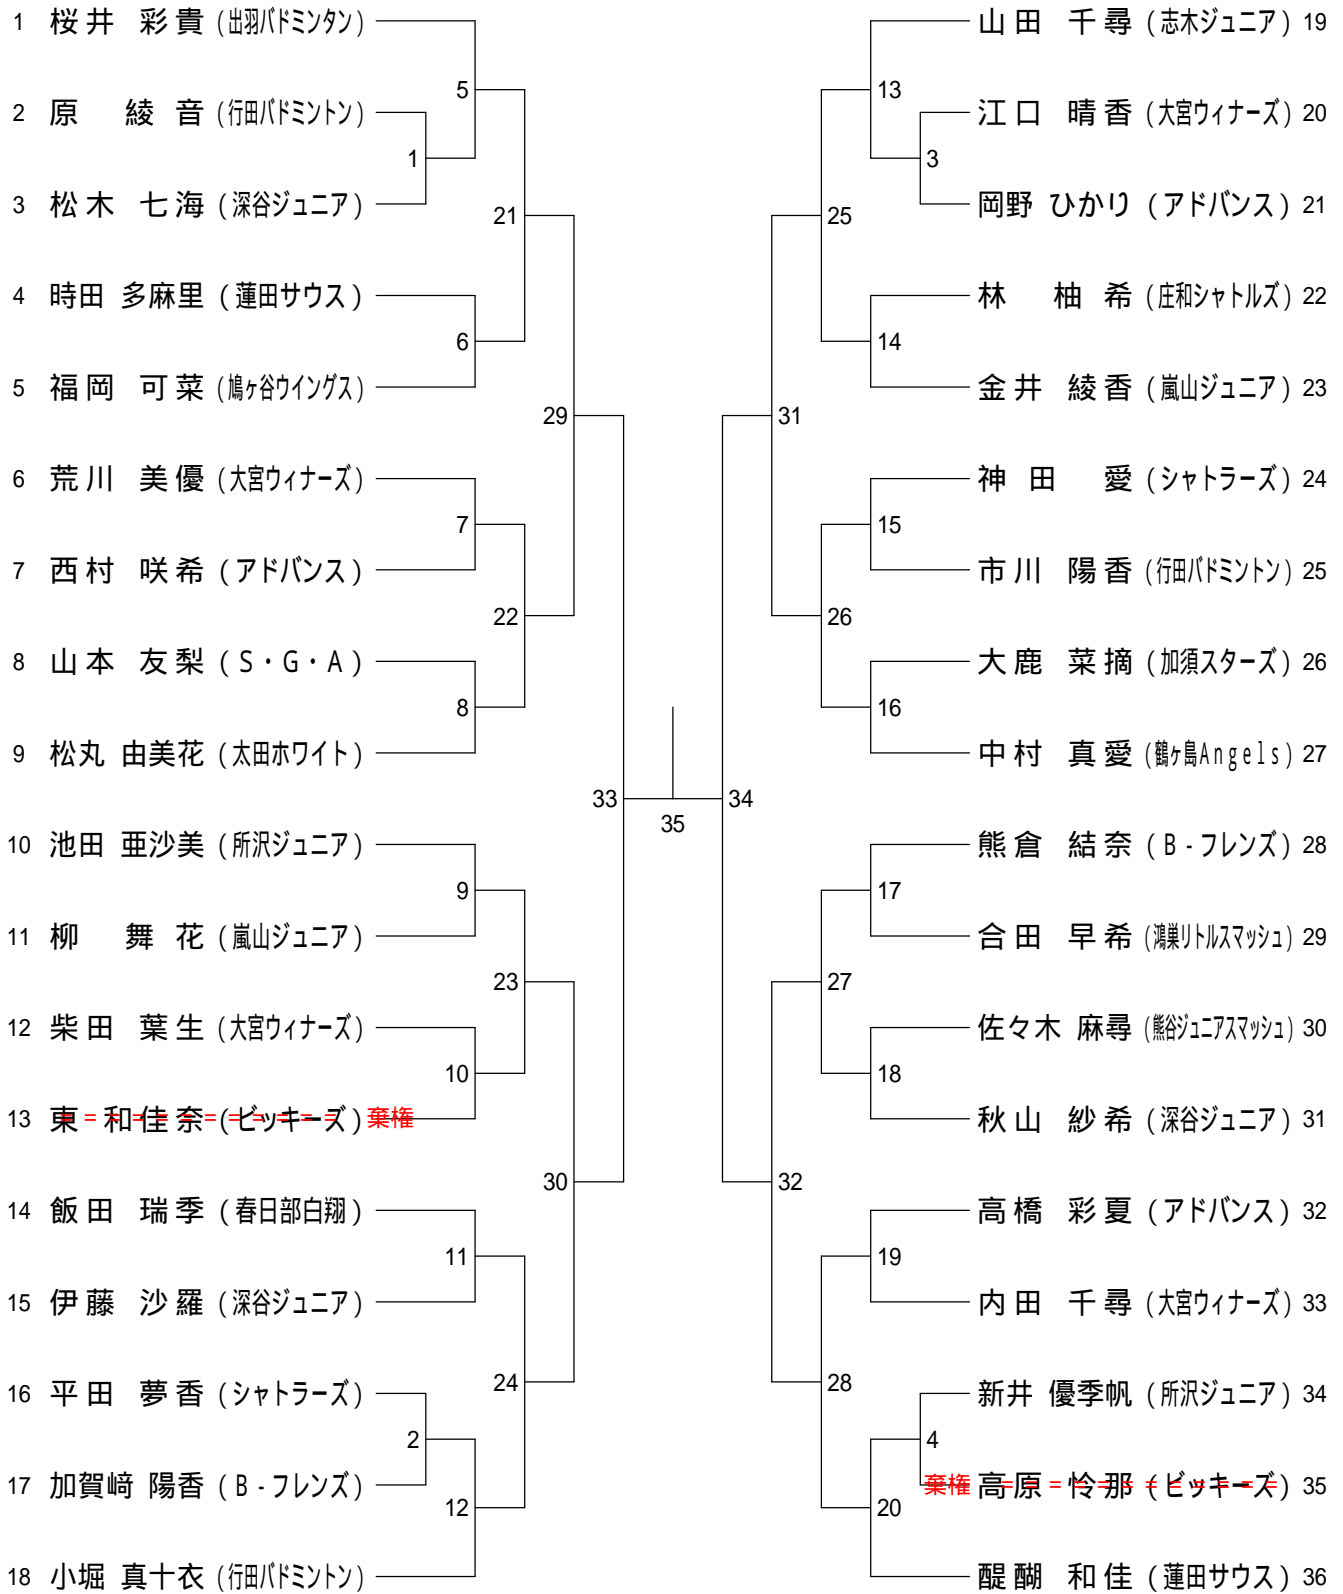 1 桜井 彩貴 (出羽バドミンタン)
5
2 原 綾音 (行田バドミントン)
1
3 松木 七海 (深谷ジュニア)
21
4 時田 多麻里 (蓮田サウス)
6
5 福岡 可菜 (鳩ヶ谷ウイングス)
29
6 荒川 美優 (大宮ウィナーズ)
7
7 西村 咲希 (アドバンス)
22
8 山本 友梨 (S・G・A)
8
9 松丸 由美花 (太田ホワイト)
33
10 池田 亜沙美 (所沢ジュニア)
9
11 柳 舞花 (嵐山ジュニア)
23
12 柴田 葉生 (大宮ウィナーズ)
10
13 東 和佳奈 (ビッキーズ) 棄権
30
14 飯田 瑞季 (春日部白翔)
11
15 伊藤 沙羅 (深谷ジュニア)
24
16 平田 夢香 (シャトラーズ)
2
17 加賀﨑 陽香 (B-フレンズ)
12
18 小堀 真十衣 (行田バドミントン)
35
山田 千尋 (志木ジュニア) 19
13
江口 晴香 (大宮ウィナーズ) 20
3
岡野 ひかり (アドバンス) 21
25
林 柚希 (庄和シャトルズ) 22
14
金井 綾香 (嵐山ジュニア) 23
31
神田 愛 (シャトラーズ) 24
15
市川 陽香 (行田バドミントン) 25
26
大鹿 菜摘 (加須スターズ) 26
16
中村 真愛 (鶴ヶ島Angels) 27
34
熊倉 結奈 (B-フレンズ) 28
17
合田 早希 (鴻巣リトルスマッシュ) 29
27
佐々木 麻尋 (熊谷ジュニアスマッシュ) 30
18
秋山 紗希 (深谷ジュニア) 31
32
高橋 彩夏 (アドバンス) 32
19
内田 千尋 (大宮ウィナーズ) 33
28
新井 優季帆 (所沢ジュニア) 34
4
棄権 高原 怜那 (ビッキーズ) 35
20
醍醐 和佳 (蓮田サウス) 36